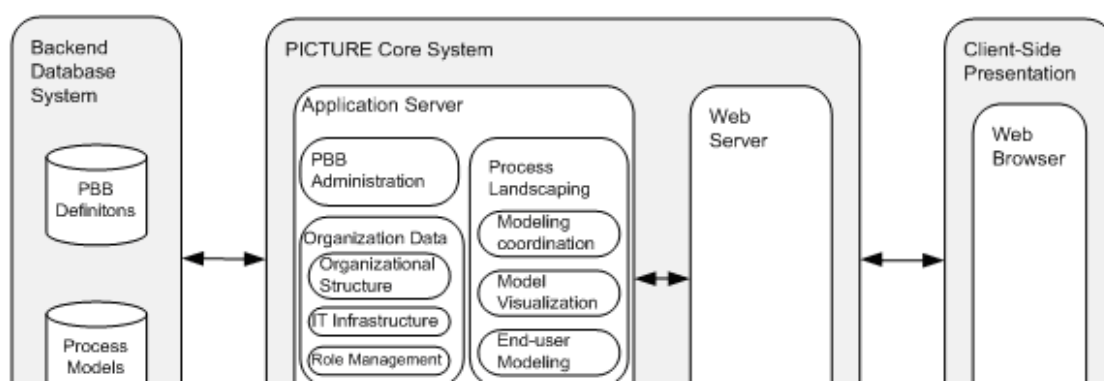 Backend
Database
System
PBB
Definitons
Process
Models
PICTURE Core System
Application Server
PBB
Administration
Organization Data
Organizational
Structure
IT Infrastructure
Role Management
Process
Landscaping
Modeling
coordination
Model
Visualization
End-user
Modeling
Web
Server
Client-Side
Presentation
Web
Browser